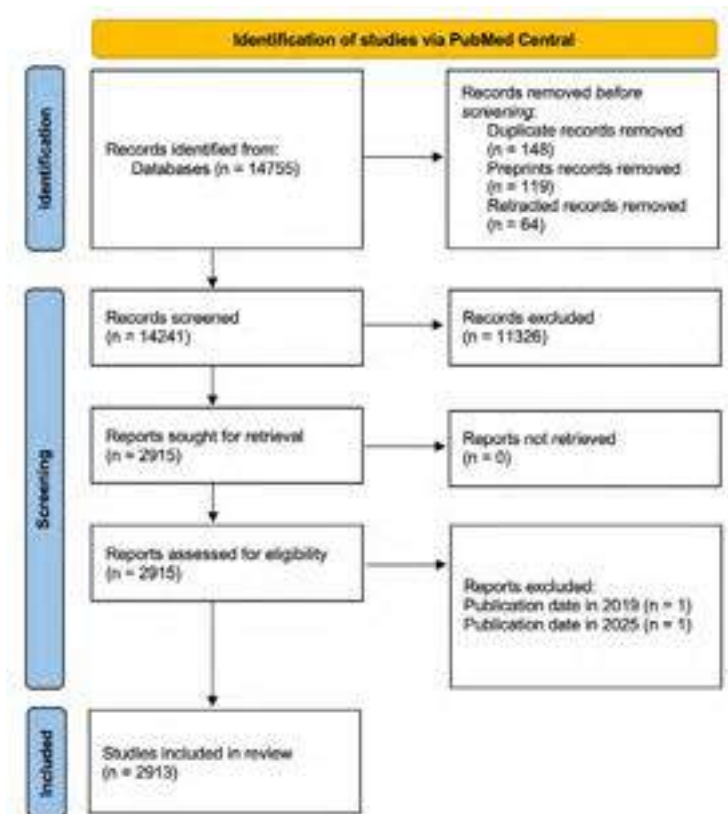 Identification of studies via PubMed Central
Identification
Records identified from:
Databases (n = 14755)
Records removed before
screening:
Duplicate records removed
(n = 148)
Preprints records removed
(n = 119)
Retracted records removed
(n = 64)
Screening
Records screened
(n = 14241)
Records excluded
(n = 11326)
Reports sought for retrieval
(n = 2915)
Reports not retrieved
(n = 0)
Reports assessed for eligibility
(n = 2915)
Reports excluded:
Publication date in 2019 (n = 1)
Publication date in 2025 (n = 1)
Included
Studies included in review
(n = 2913)